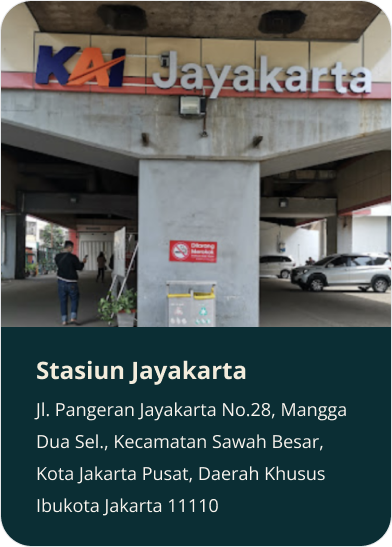 KAI Jayakarta
Dilarang
Merokok
Stasiun Jayakarta
Jl. Pangeran Jayakarta No.28, Mangga
Dua Sel., Kecamatan Sawah Besar,
Kota Jakarta Pusat, Daerah Khusus
Ibukota Jakarta 11110